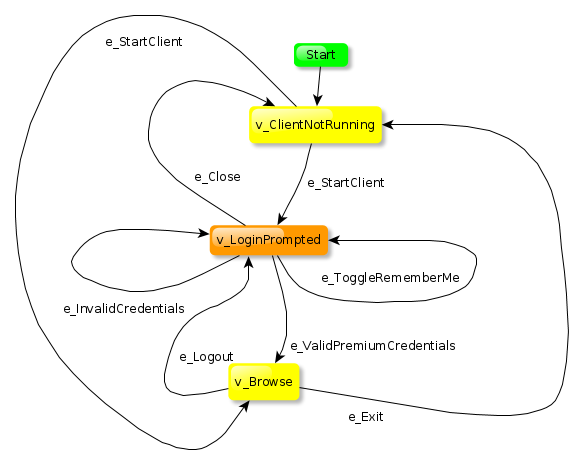 e_StartClient
Start
v_ClientNotRunning
e_Close
e_StartClient
v_LoginPrompted
e_ToggleRememberMe
e_InvalidCredentials
e_ValidPremiumCredentials
e_Logout
v_Browse
e_Exit